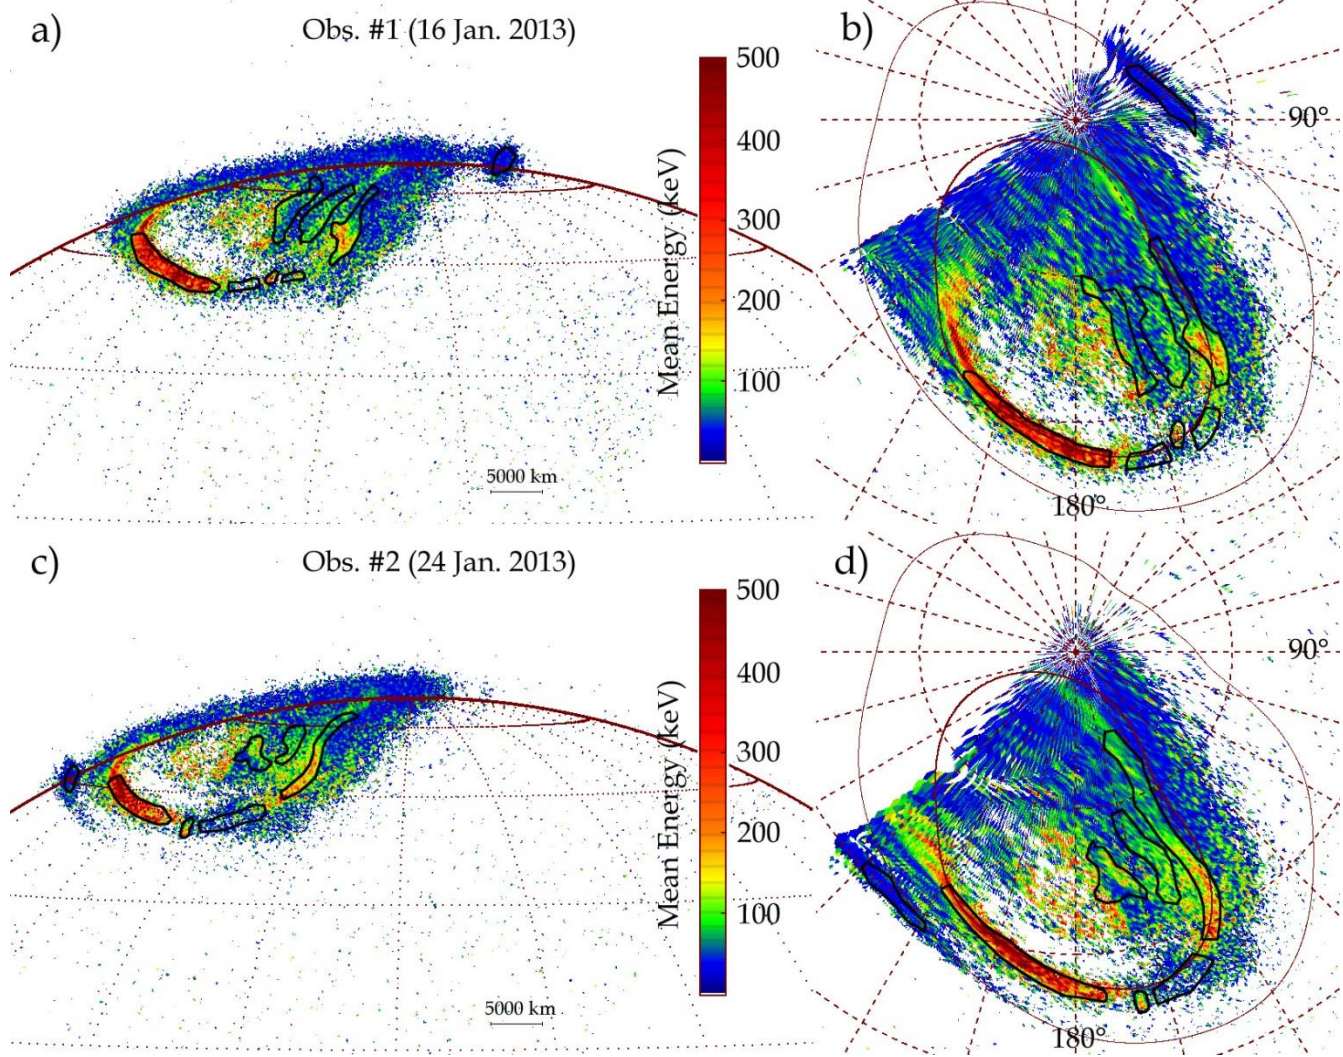 a)
Obs. #1 (16 Jan. 2013)
500
400
300
200
100
Mean Energy (keV)
5000 km
b)
90°
180°
c)
Obs. #2 (24 Jan. 2013)
500
400
300
200
100
Mean Energy (keV)
5000 km
d)
90°
180°